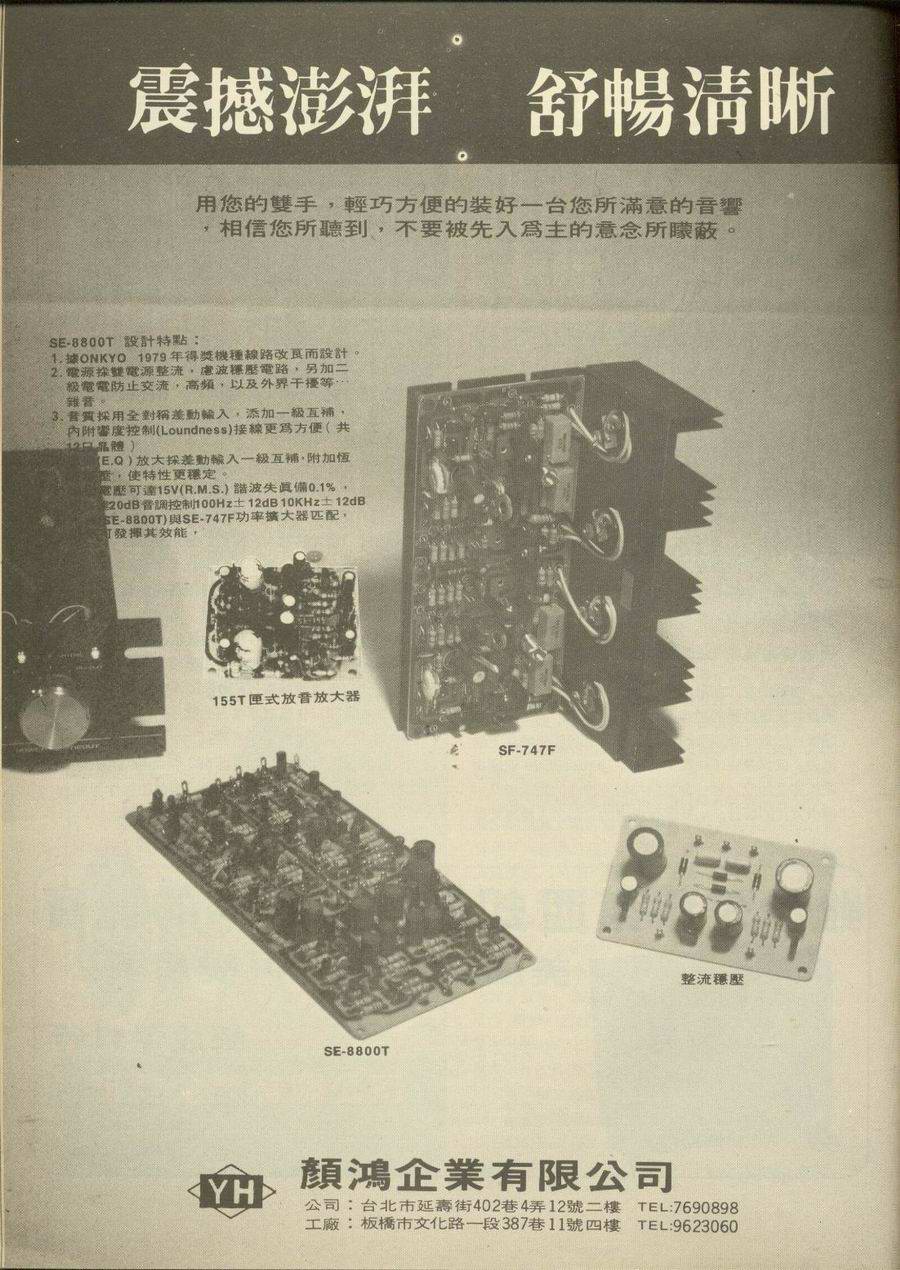 震撼澎湃 舒暢清晰
用您的雙手，輕巧方便的裝好一台您所滿意的音響
，相信您所聽到，不要被先入爲主的意念所矇蔽。
SE-8800T 設計特點：
1. 據ONKYO 1979年得獎機種線路改良而設計。
2. 電源採雙電源整流，慮波穩壓電路，另加二
極電電防止交流，高頻，以及外界干擾等…
雜音。
3. 音質採用全對稱差動輸入，添加一級互補、
內附響度控制(Loundness)接線更爲方便（共
12只晶體）
(E.Q)放大採差動輸入一級互補，附加恆
壓，使特性更穩定。
電壓可達15V(R.M.S.) 諧波失眞僅0.1%，
20dB音調控制100Hz±12dB 10KHz±12dB
SE-8800T)與SE-747F功率擴大器匹配，
可發揮其效能，
155T匣式放音放大器
SF-747F
整流穩壓
SE-8800T
YH 顏鴻企業有限公司
公司：台北市延壽街402巷4弄12號二樓 TEL:7690898
工廠：板橋市文化路一段387巷11號四樓 TEL:9623060